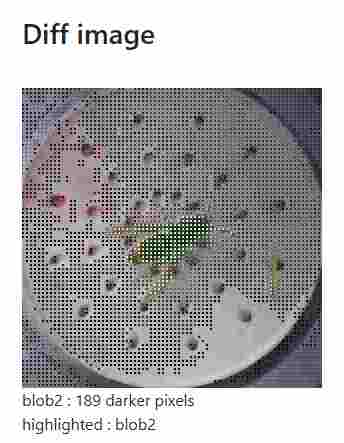 Diff image
blob2 : 189 darker pixels
highlighted : blob2